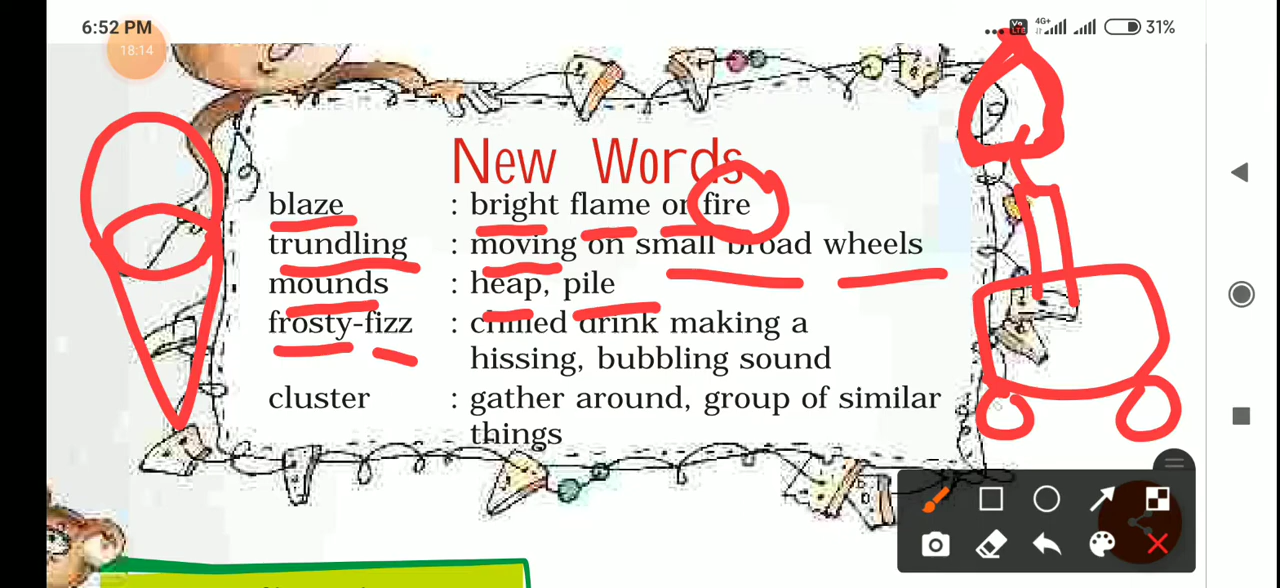 6:52 PM
4G+
31%
18:14
New Words
blaze : bright flame or fire
trundling : moving on small broad wheels
mounds : heap, pile
frosty-fizz : chilled drink making a
hissing, bubbling sound
cluster : gather around, group of similar
things